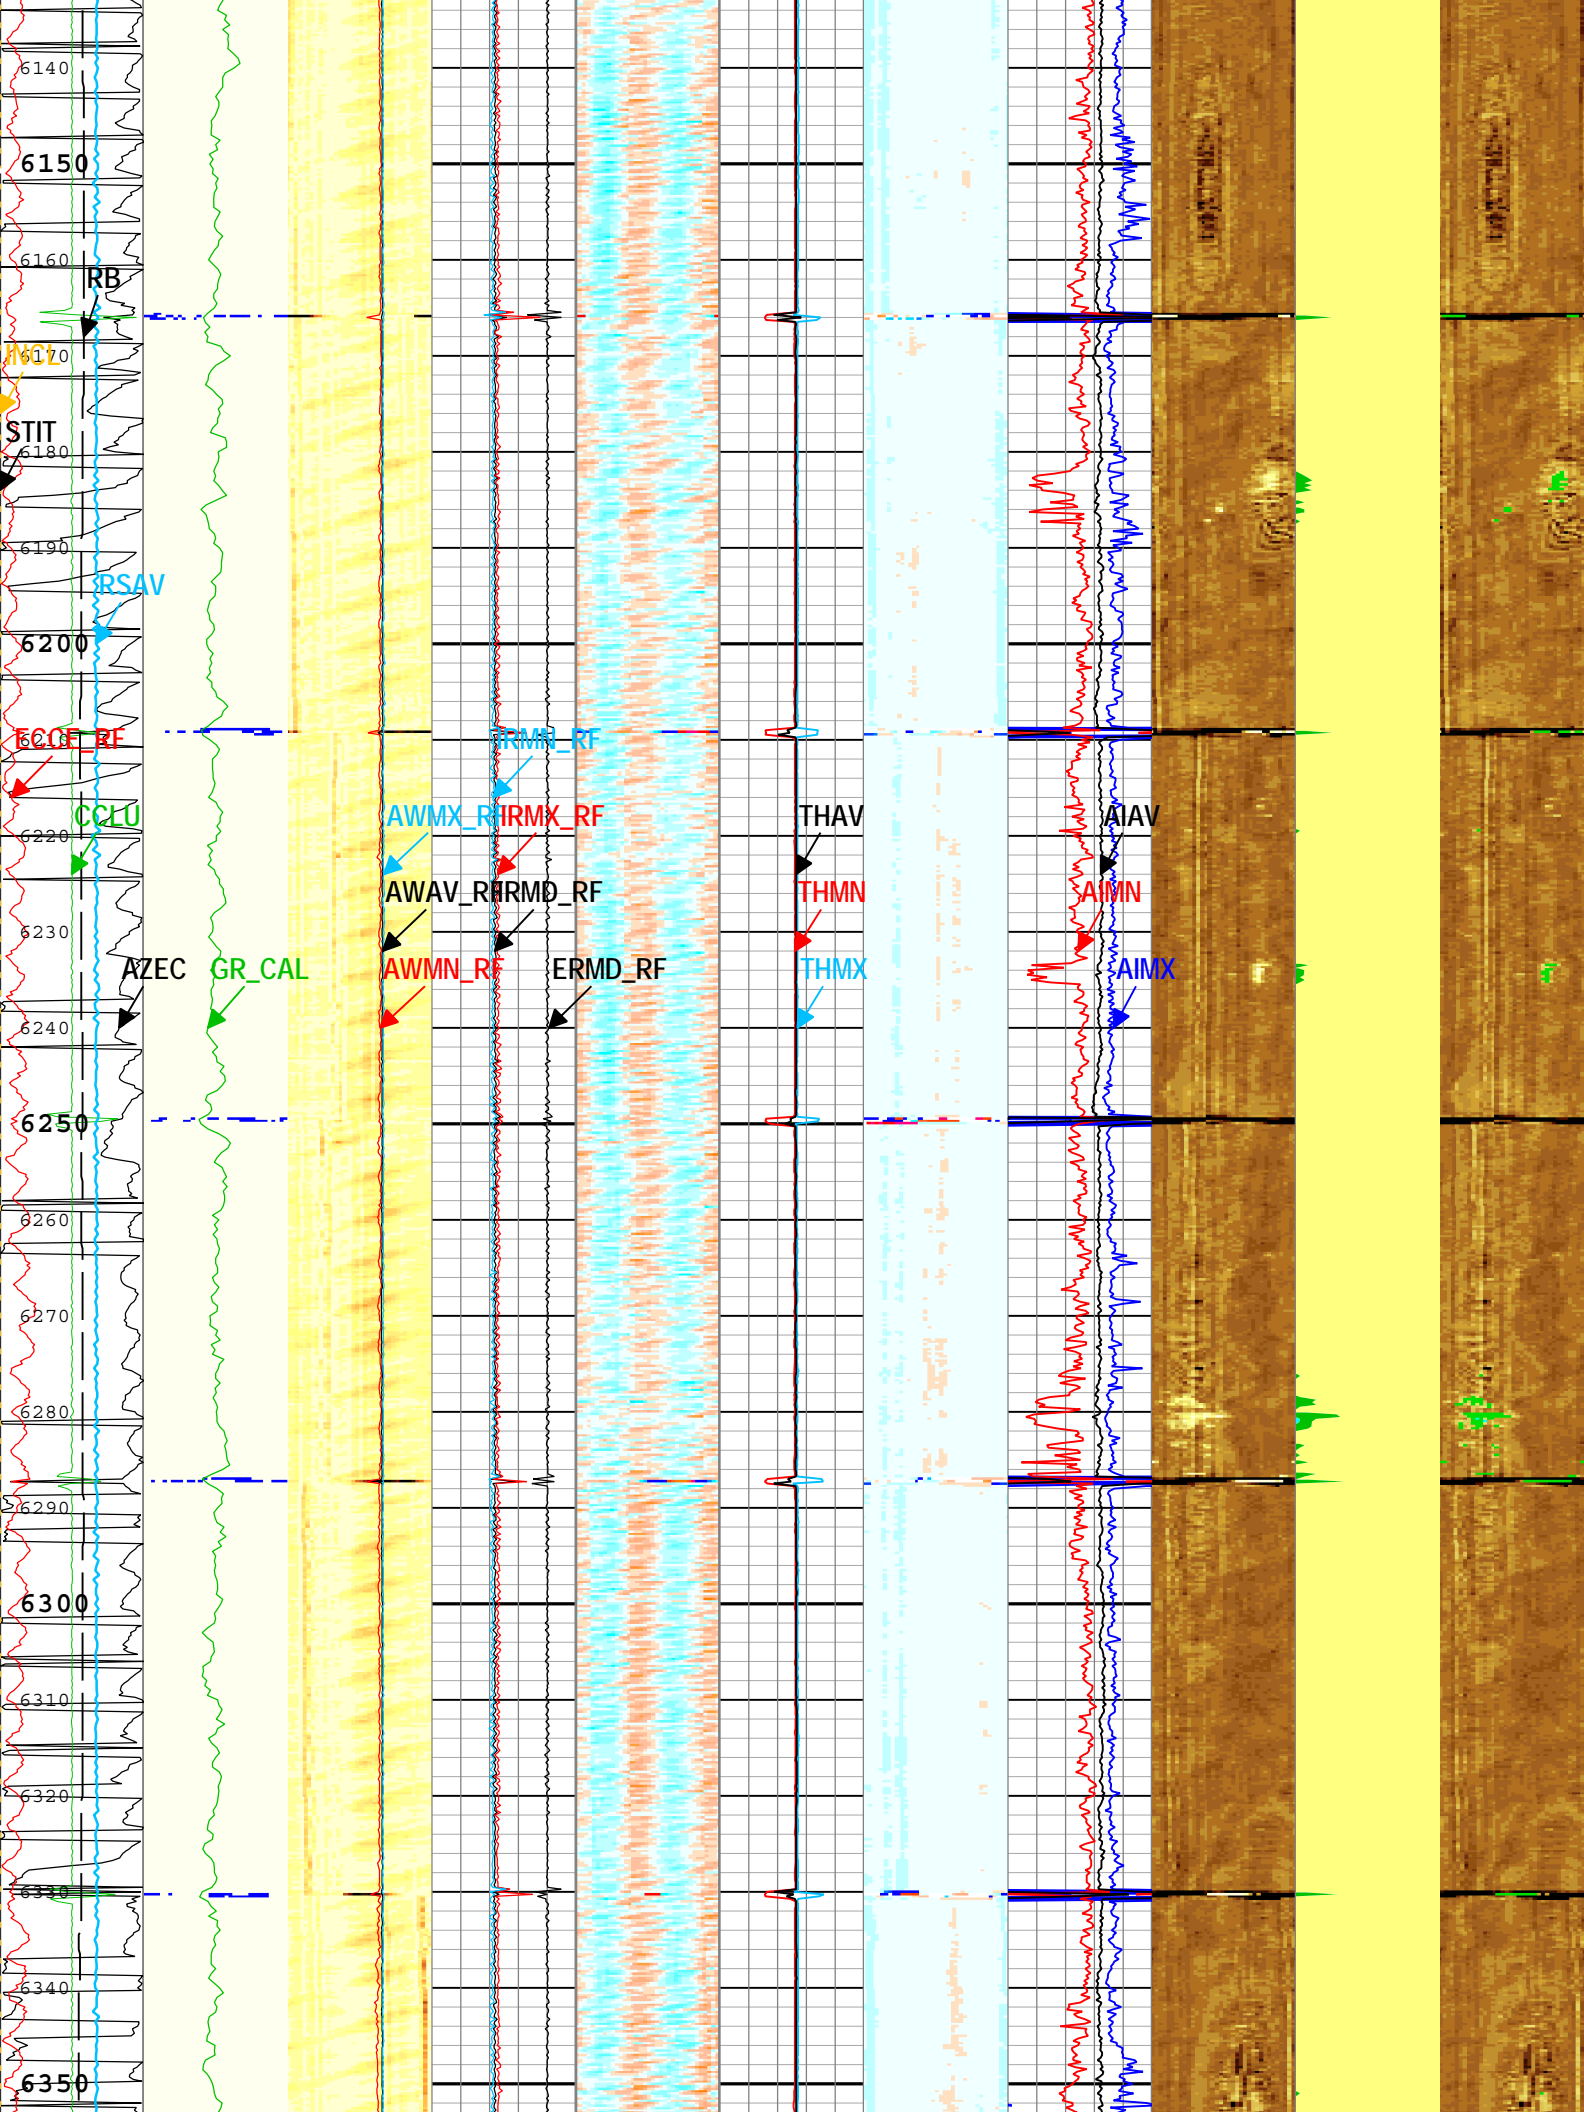 6140
6150
6160
RB
6170
INCL
STIT
6180
6190
RSAV
6200
ECCE_RF
6210
IRMN_RF
CCLU
6220
AWMX_RF
IRMX_RF
THAV
AIAV
AWAV_RF
IRMD_RF
THMN
AIMN
6230
AZEC
GR_CAL
AWMN_RF
ERMD_RF
THMX
AIMX
6240
6250
6260
6270
6280
6290
6300
6310
6320
6330
6340
6350